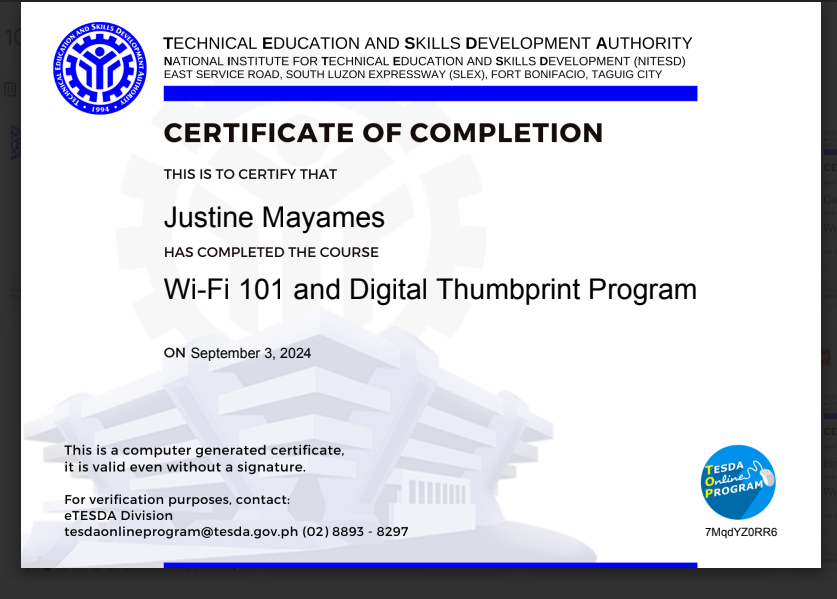 TECHNICAL EDUCATION AND SKILLS DEVELOPMENT AUTHORITY
NATIONAL INSTITUTE FOR TECHNICAL EDUCATION AND SKILLS DEVELOPMENT (NITESD)
EAST SERVICE ROAD, SOUTH LUZON EXPRESSWAY (SLEX), FORT BONIFACIO, TAGUIG CITY
TECHNICAL EDUCATION AND SKILLS DEVELOPMENT AUTHORITY
• 1994 •
CERTIFICATE OF COMPLETION
THIS IS TO CERTIFY THAT
Justine Mayames
HAS COMPLETED THE COURSE
Wi-Fi 101 and Digital Thumbprint Program
ON September 3, 2024
This is a computer generated certificate,
it is valid even without a signature.
For verification purposes, contact:
eTESDA Division
tesdaonlineprogram@tesda.gov.ph (02) 8893 - 8297
TESDA
Online
PROGRAM
7MqdYZ0RR6